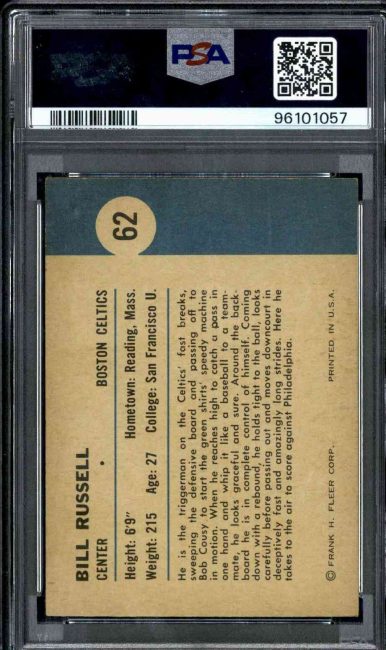 PSA
96101057
62
BILL RUSSELL
CENTER • BOSTON CELTICS
Height: 6'9" Hometown: Reading, Mass.
Weight: 215 Age: 27 College: San Francisco U.
He is the triggerman on the Celtics' fast breaks,
sweeping the defensive board and passing off to
Bob Cousy to start the green shirts' speedy machine
in motion. When he reaches high to catch a pass in
one hand and whip it like a baseball to a team-
mate, he looks graceful and sure. Around the back-
board he is in complete control of himself. Coming
down with a rebound, he holds tight to the ball, looks
carefully before passing out and moves downcourt in
deceptively fast and amazingly long strides. Here he
takes to the air to score against Philadelphia.
© FRANK H. FLEER CORP. PRINTED IN U.S.A.